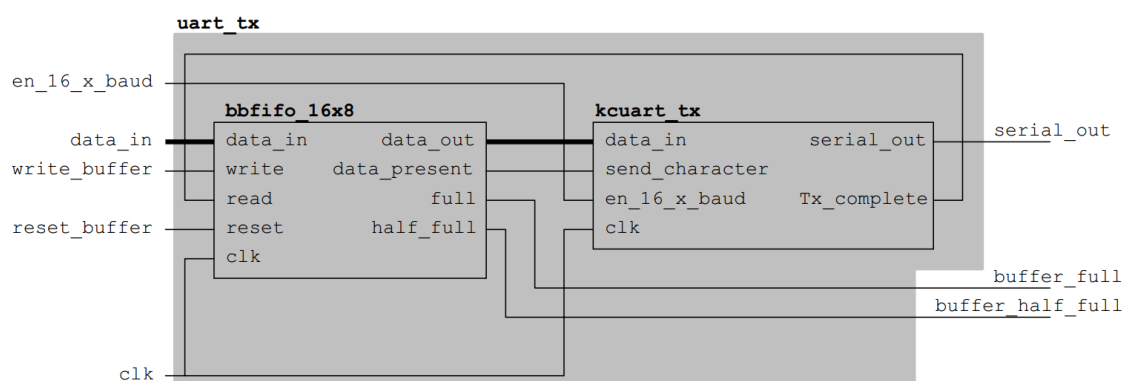 uart_tx
en_16_x_baud
bbfifo_16x8
kcuart_tx
data_in
data_in
data_out
data_in
serial_out
serial_out
write_buffer
write
data_present
send_character
read
full
en_16_x_baud
Tx_complete
reset_buffer
reset
half_full
clk
clk
buffer_full
buffer_half_full
clk